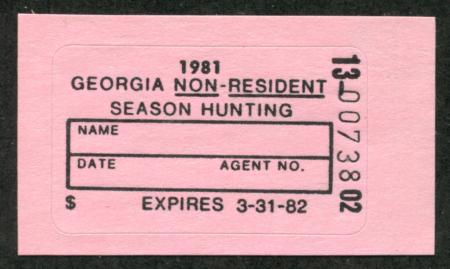 1981
GEORGIA NON-RESIDENT
SEASON HUNTING
NAME
DATE AGENT NO.
$ EXPIRES 3-31-82
13 0073802